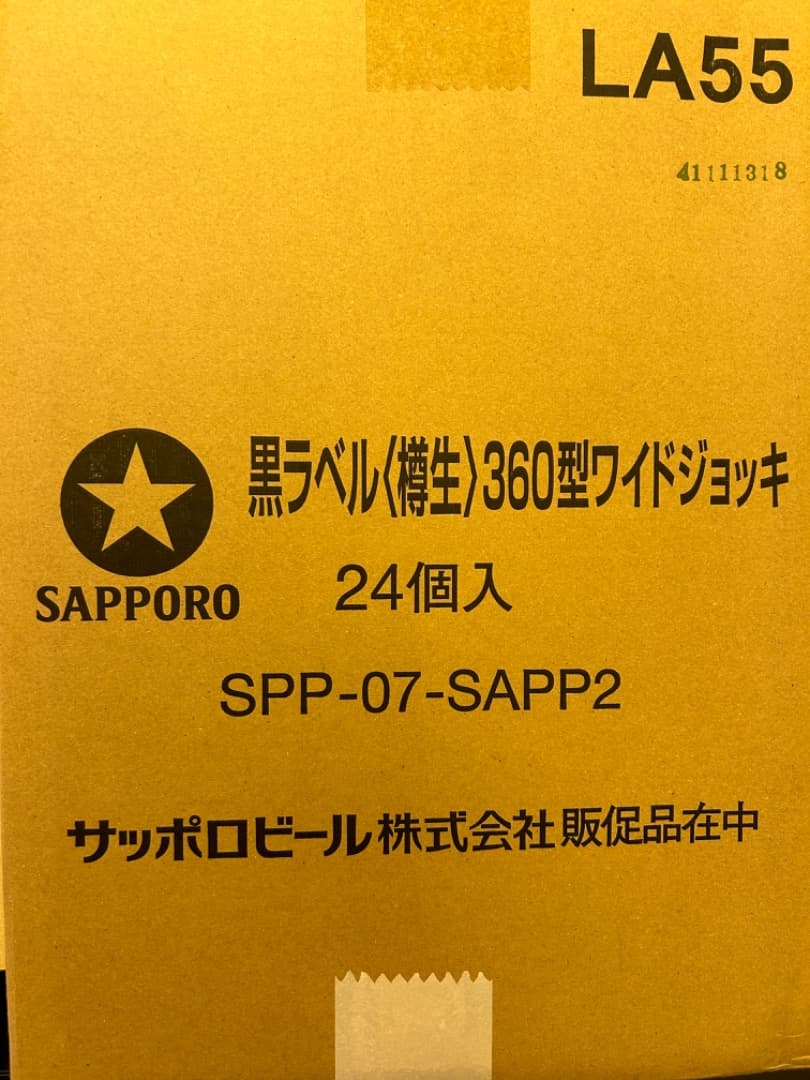 LA55
41111318
黒ラベル〈樽生〉360型ワイドジョッキ
SAPPORO
24個入
SPP-07-SAPP2
サッポロビール株式会社 販促品在中